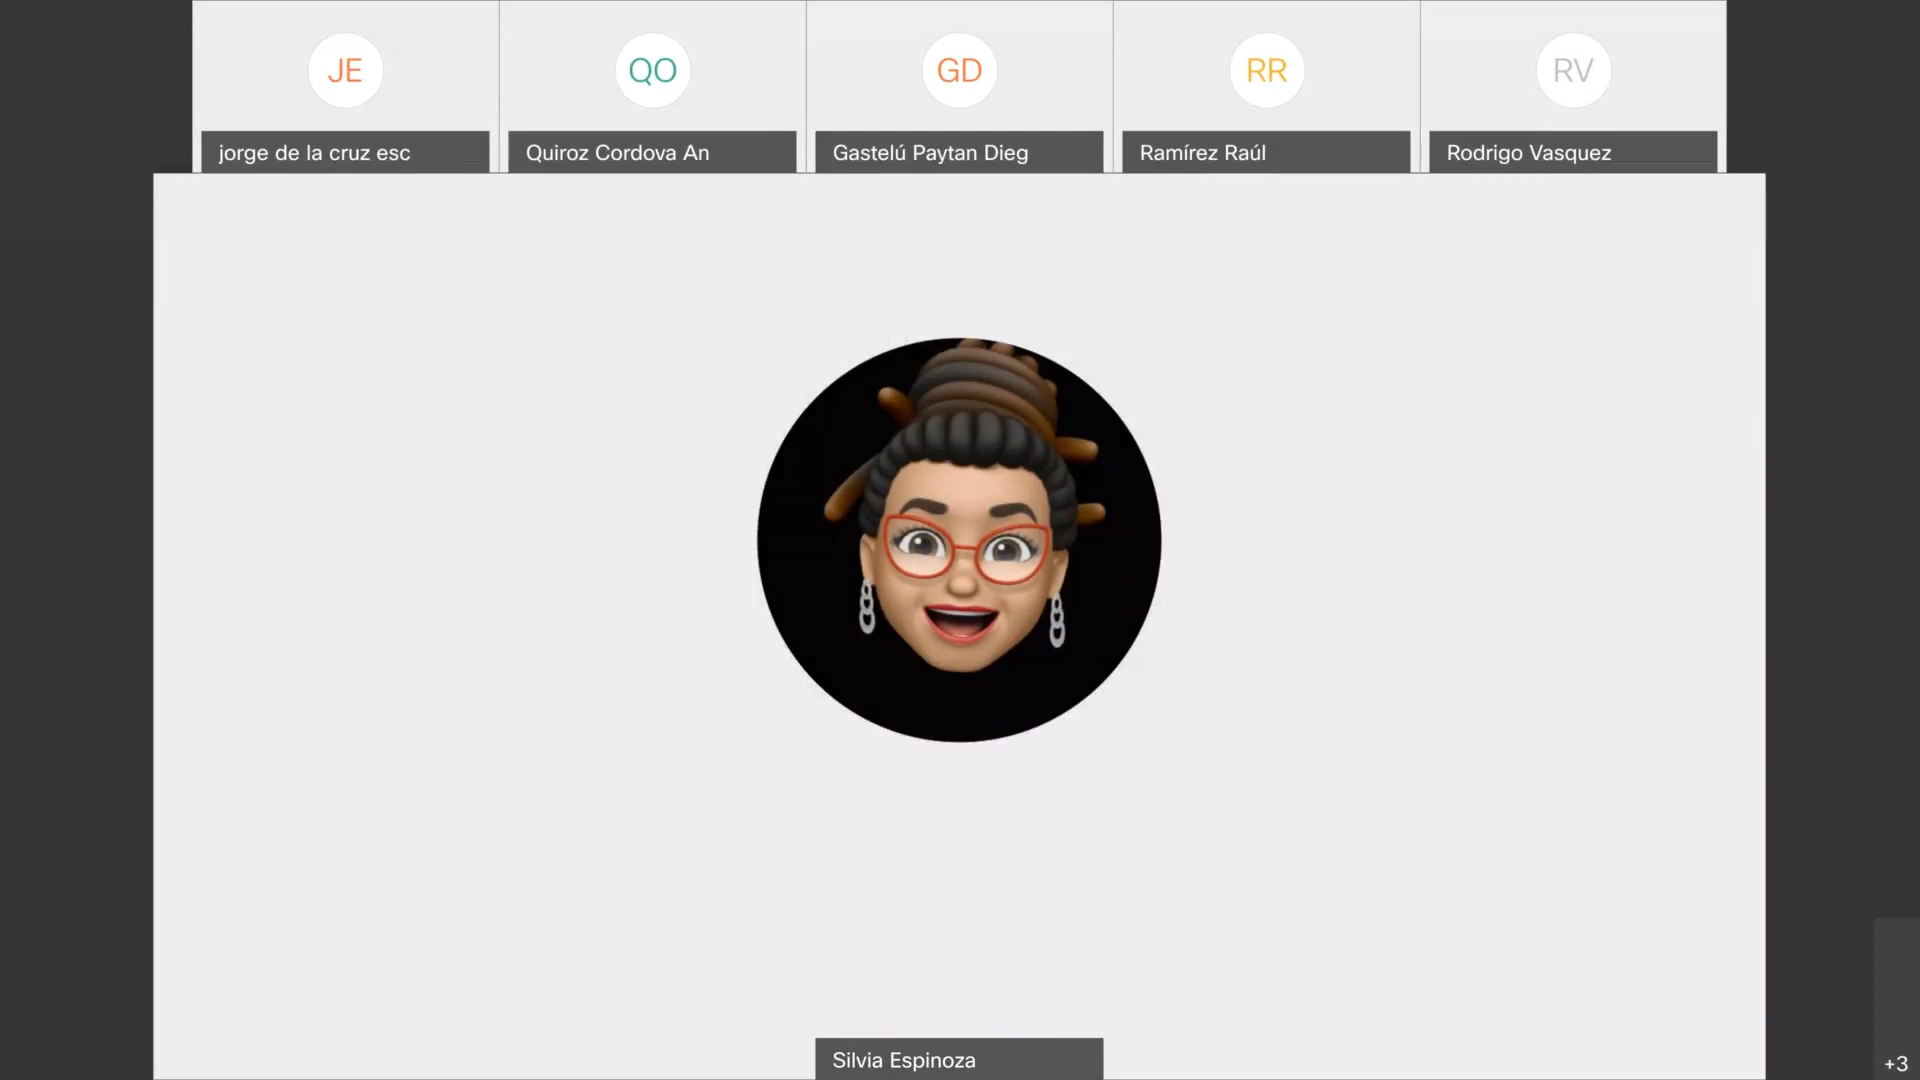 JE
QO
GD
RR
RV
jorge de la cruz esc
Quiroz Cordova An
Gastelú Paytan Dieg
Ramírez Raúl
Rodrigo Vasquez
Silvia Espinoza
+3